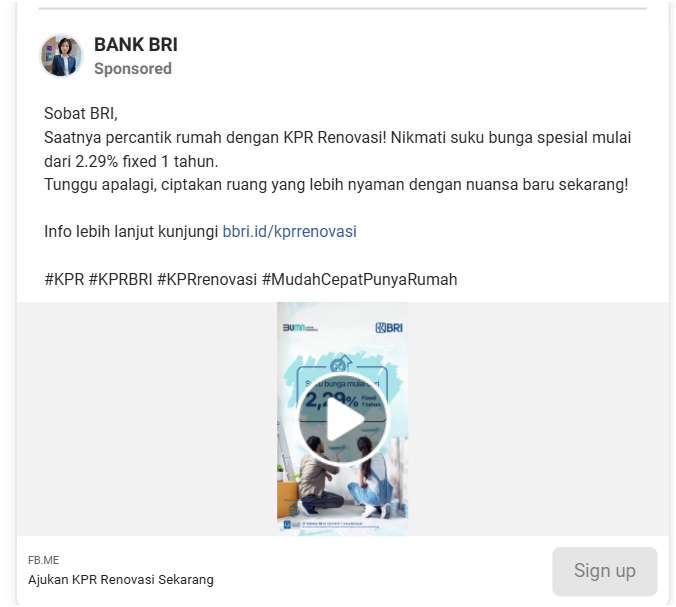 BANK BRI
Sponsored
Sobat BRI,
Saatnya percantik rumah dengan KPR Renovasi! Nikmati suku bunga spesial mulai
dari 2.29% fixed 1 tahun.
Tunggu apalagi, ciptakan ruang yang lebih nyaman dengan nuansa baru sekarang!
Info lebih lanjut kunjungi bbri.id/kprrenovasi
#KPR #KPRBRI #KPRrenovasi #MudahCepatPunyaRumah
BUMN
BRI
Suku bunga mulai dari
2,29% Fixed
1 tahun
FB.ME
Ajukan KPR Renovasi Sekarang
Sign up